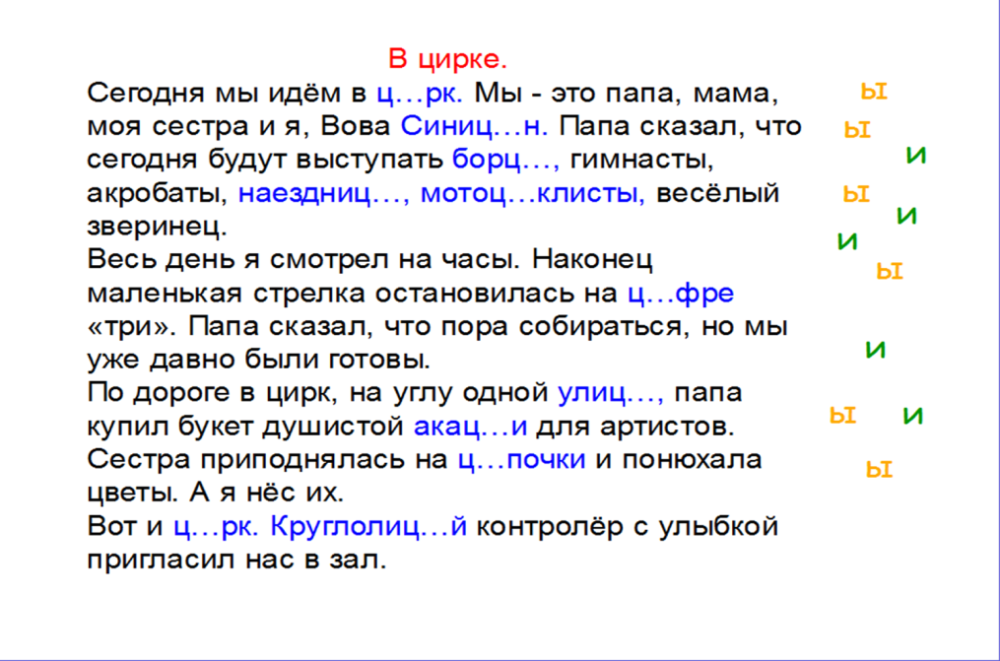 В цирке.
Сегодня мы идём в ц…рк. Мы - это папа, мама,
моя сестра и я, Вова Синиц…н. Папа сказал, что
сегодня будут выступать борц…, гимнасты,
акробаты, наездниц…, мотоц…клисты, весёлый
зверинец.
Весь день я смотрел на часы. Наконец
маленькая стрелка остановилась на ц…фре
«три». Папа сказал, что пора собираться, но мы
уже давно были готовы.
По дороге в цирк, на углу одной улиц…, папа
купил букет душистой акац…и для артистов.
Сестра приподнялась на ц…почки и понюхала
цветы. А я нёс их.
Вот и ц…рк. Круглолиц…й контролёр с улыбкой
пригласил нас в зал.
ы
ы
и
ы
и
и
ы
и
ы и
ы